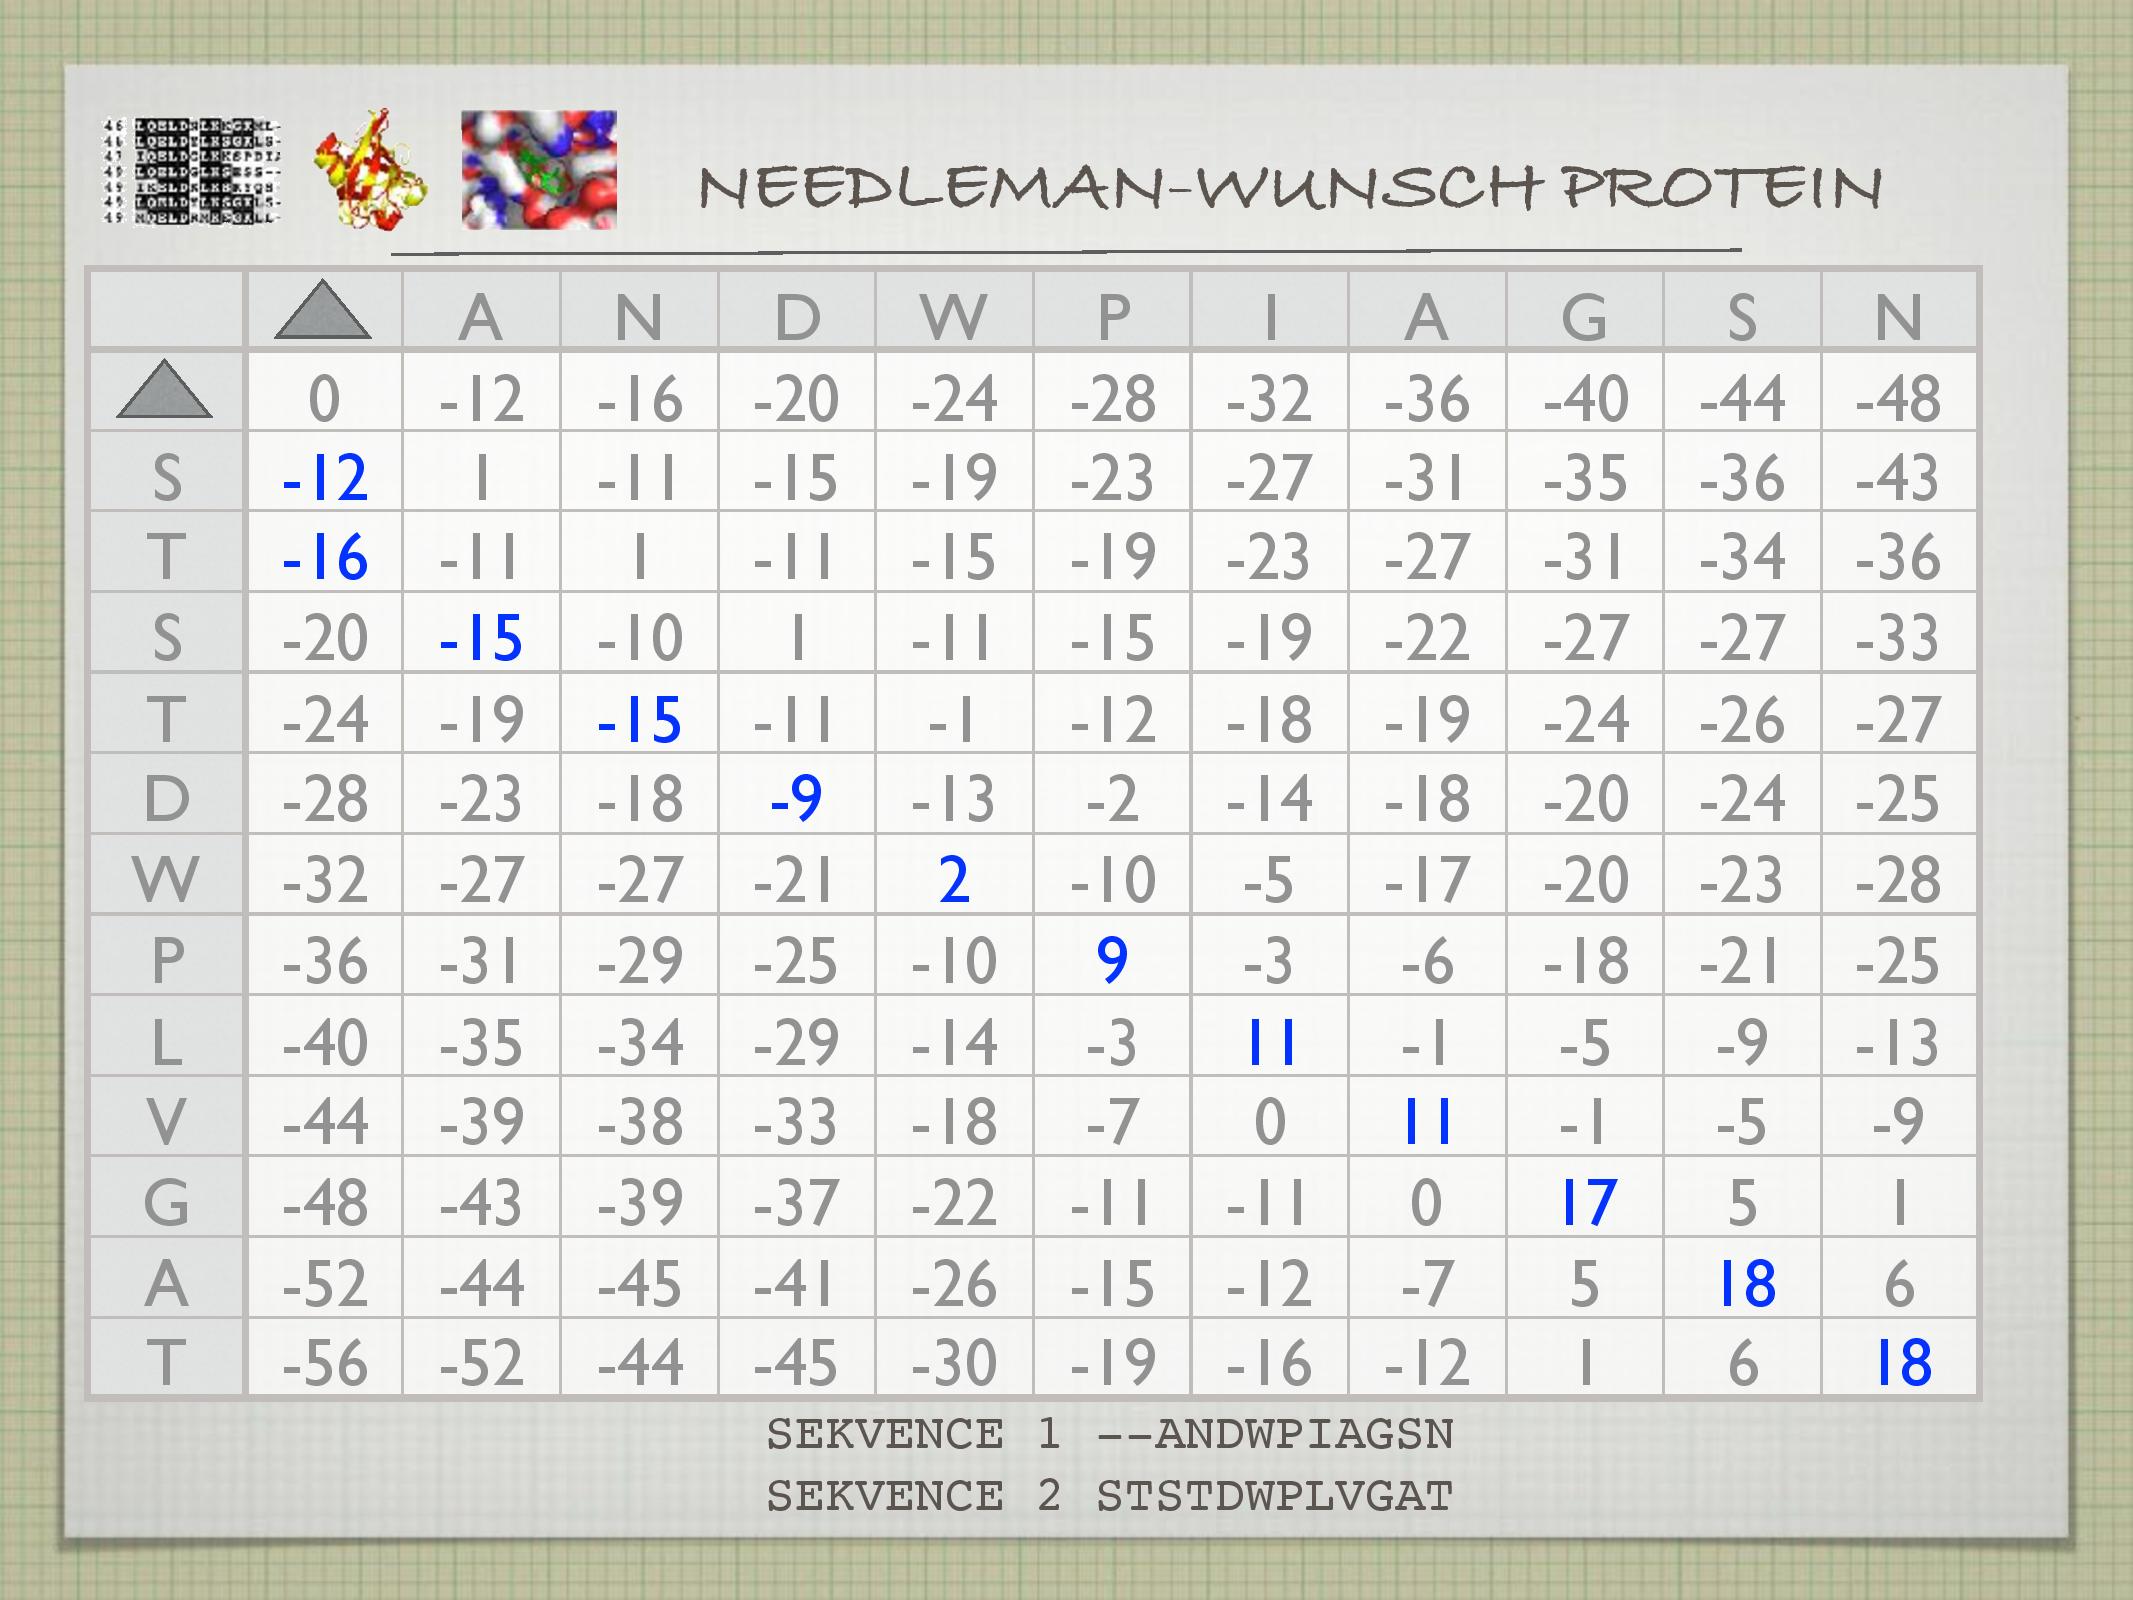 NEEDLEMAN-WUNSCH PROTEIN
A N D W P I A G S N
0 -12 -16 -20 -24 -28 -32 -36 -40 -44 -48
S -12 1 -11 -15 -19 -23 -27 -31 -35 -36 -43
T -16 -11 1 -11 -15 -19 -23 -27 -31 -34 -36
S -20 -15 -10 1 -11 -15 -19 -22 -27 -27 -33
T -24 -19 -15 -11 -1 -12 -18 -19 -24 -26 -27
D -28 -23 -18 -9 -13 -2 -14 -18 -20 -24 -25
W -32 -27 -27 -21 2 -10 -5 -17 -20 -23 -28
P -36 -31 -29 -25 -10 9 -3 -6 -18 -21 -25
L -40 -35 -34 -29 -14 -3 11 -1 -5 -9 -13
V -44 -39 -38 -33 -18 -7 0 11 -1 -5 -9
G -48 -43 -39 -37 -22 -11 -11 0 17 5 1
A -52 -44 -45 -41 -26 -15 -12 -7 5 18 6
T -56 -52 -44 -45 -30 -19 -16 -12 1 6 18
SEKVENCE 1 --ANDWPIAGSN
SEKVENCE 2 STSTDWPLVGAT